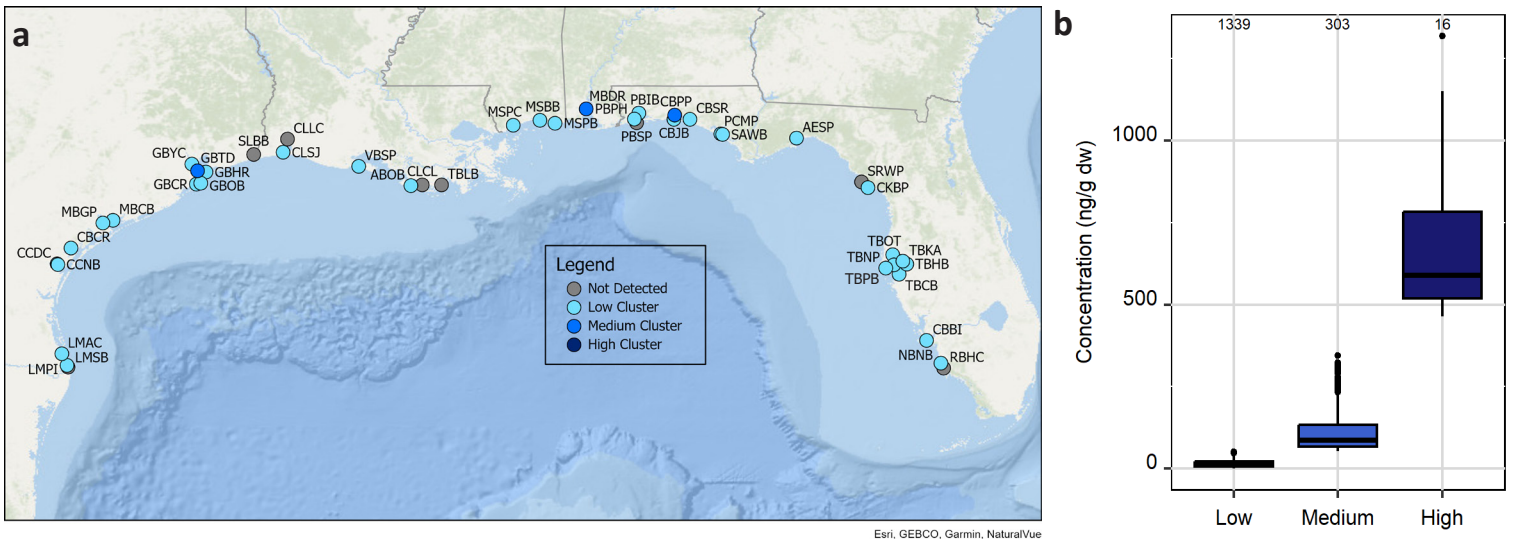 a
MSPC
MSBB
MSPB
MBDR
PBPH
PBIB
CBPP
CBSR
PBSP
CBJB
PCMP
SAWB
AESP
SLBB
CLLC
CLSJ
GBYC
GBTD
GBHR
GBCR
GBOB
VBSP
ABOB
CLCL
TBLB
SRWP
CKBP
MBGP
MBCB
CBCR
CCDC
CCNB
TBOT
TBKA
TBNP
TBHB
TBPB
TBCB
LMAC
LMSB
LMPI
CBBI
NBNB
RBHC
Legend
Not Detected
Low Cluster
Medium Cluster
High Cluster
Esri, GEBCO, Garmin, NaturalVue
b
1339
303
16
Concentration (ng/g dw)
1000
500
0
Low
Medium
High